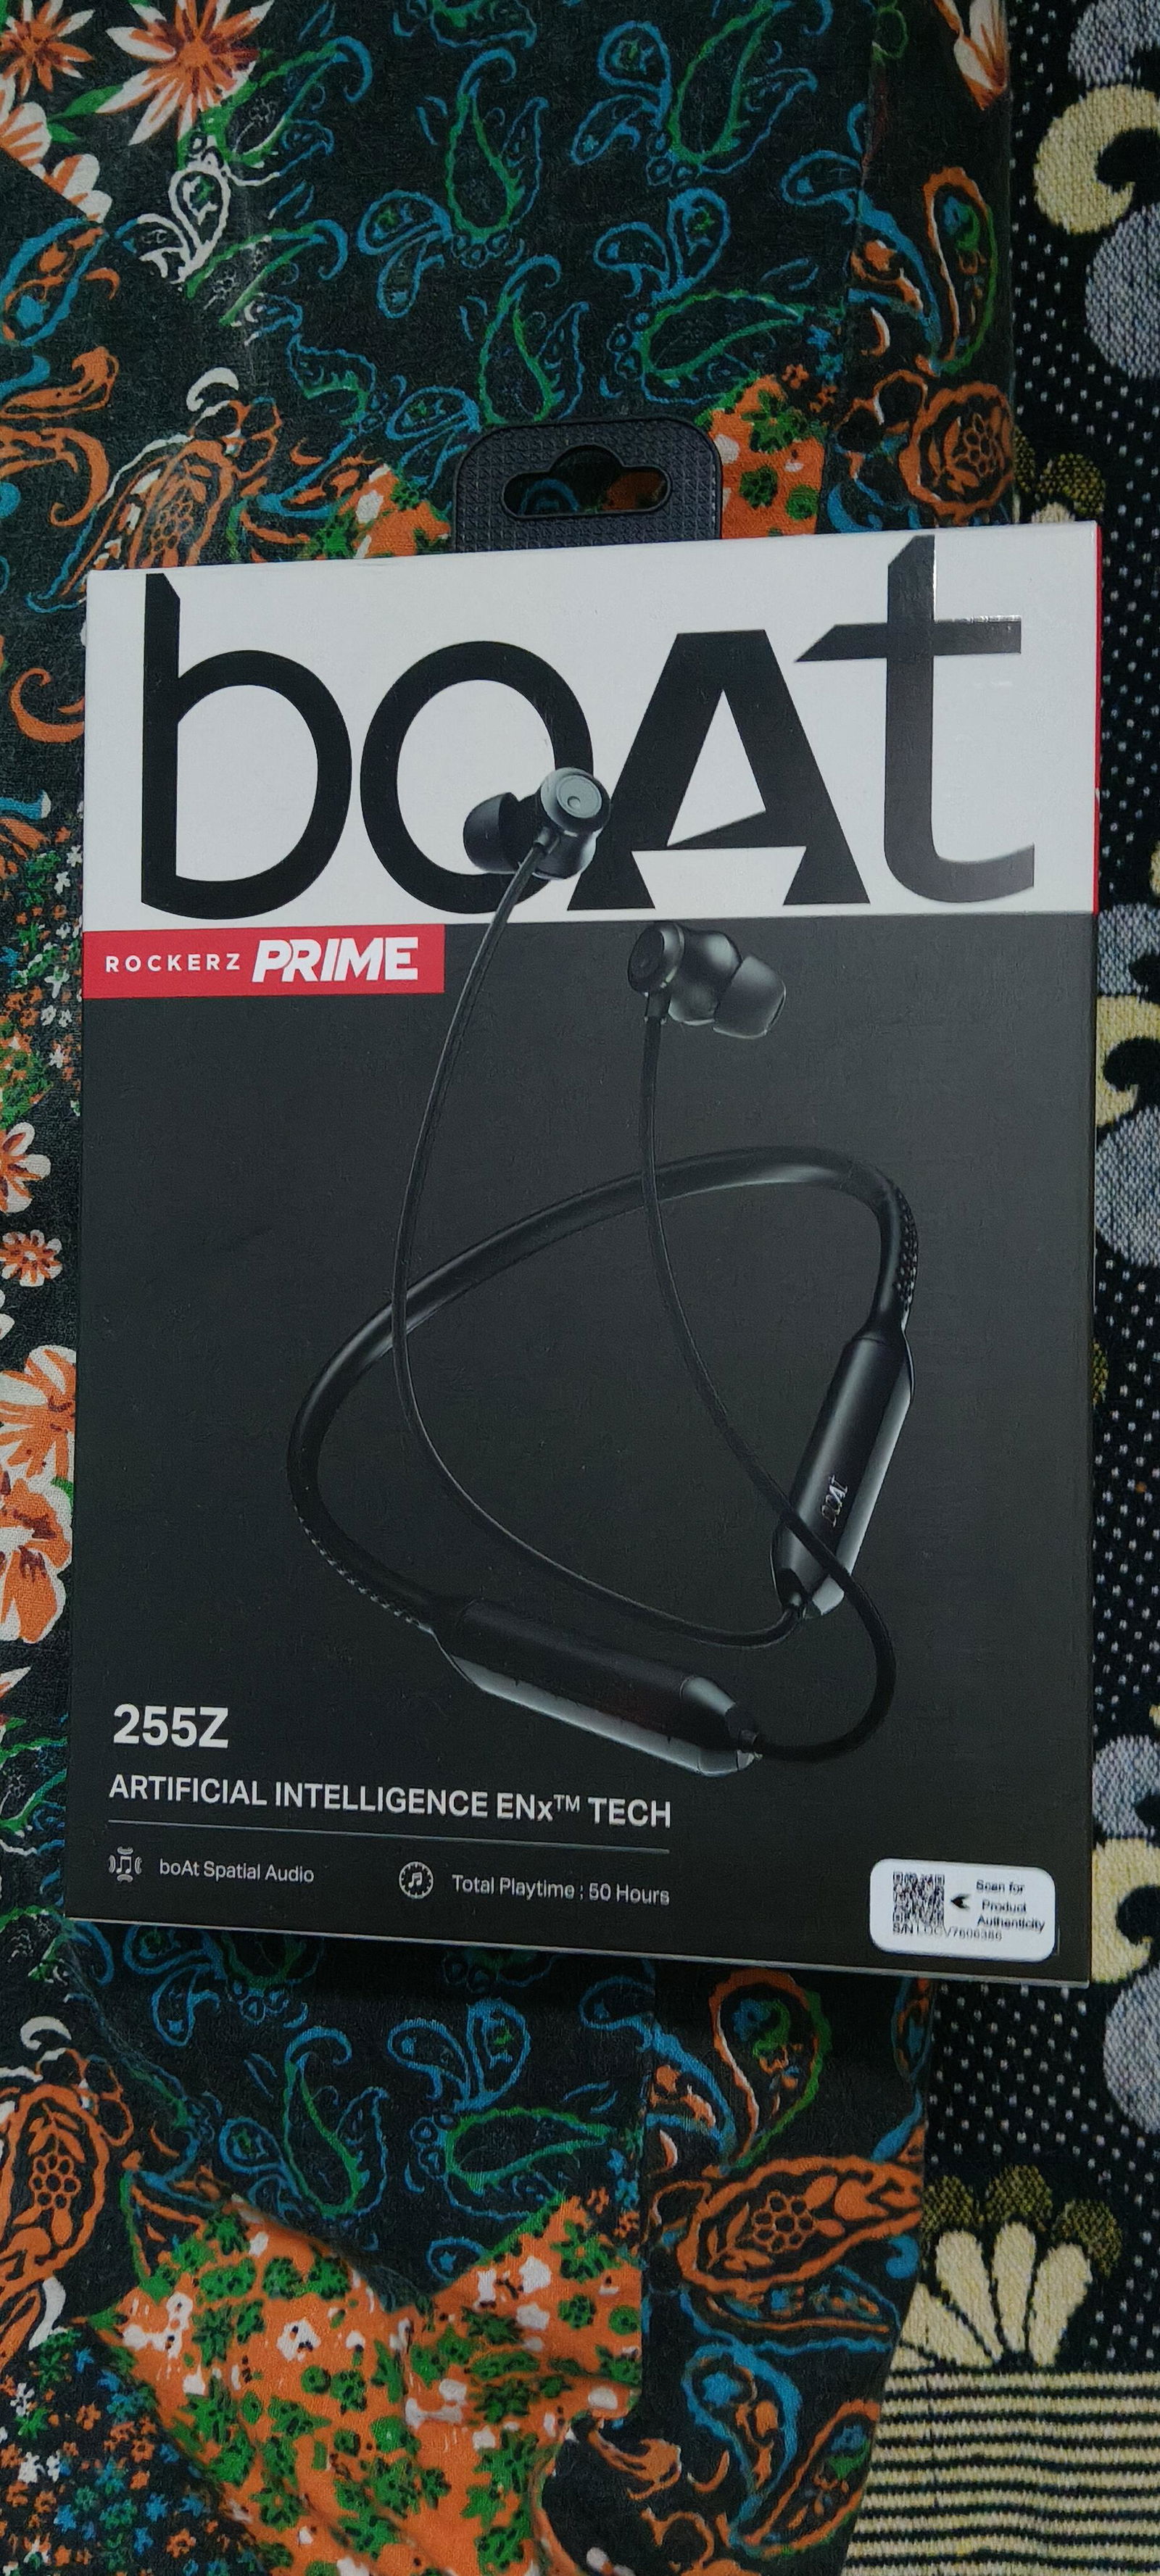 boAt
ROCKERZ PRIME
boAt
255Z
ARTIFICIAL INTELLIGENCE ENx™ TECH
boAt Spatial Audio
Total Playtime : 50 Hours
Scan for
Product
Authenticity
S/N